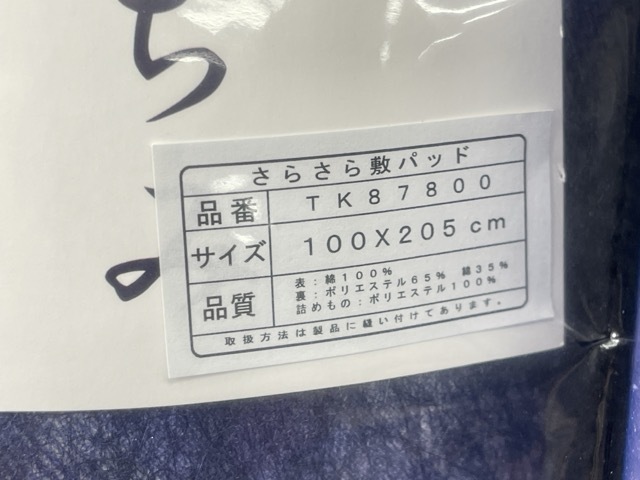 ち
さらさら敷パッド
品番 TK87800
サイズ 100X205cm
品質 表：綿100%
裏：ポリエステル65% 綿35%
詰めもの：ポリエステル100%
取扱方法は製品に縫い付けてあります。